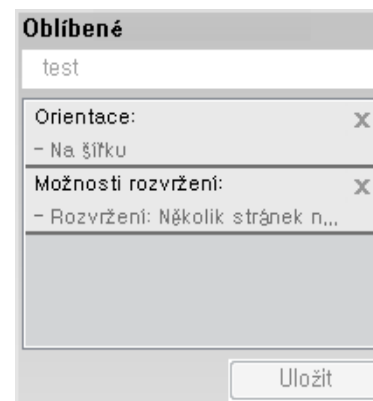 Oblíbené
test
Orientace:
X
- Na šířku
Možnosti rozvržení:
X
- Rozvržení: Několik stránek n...
Uložit